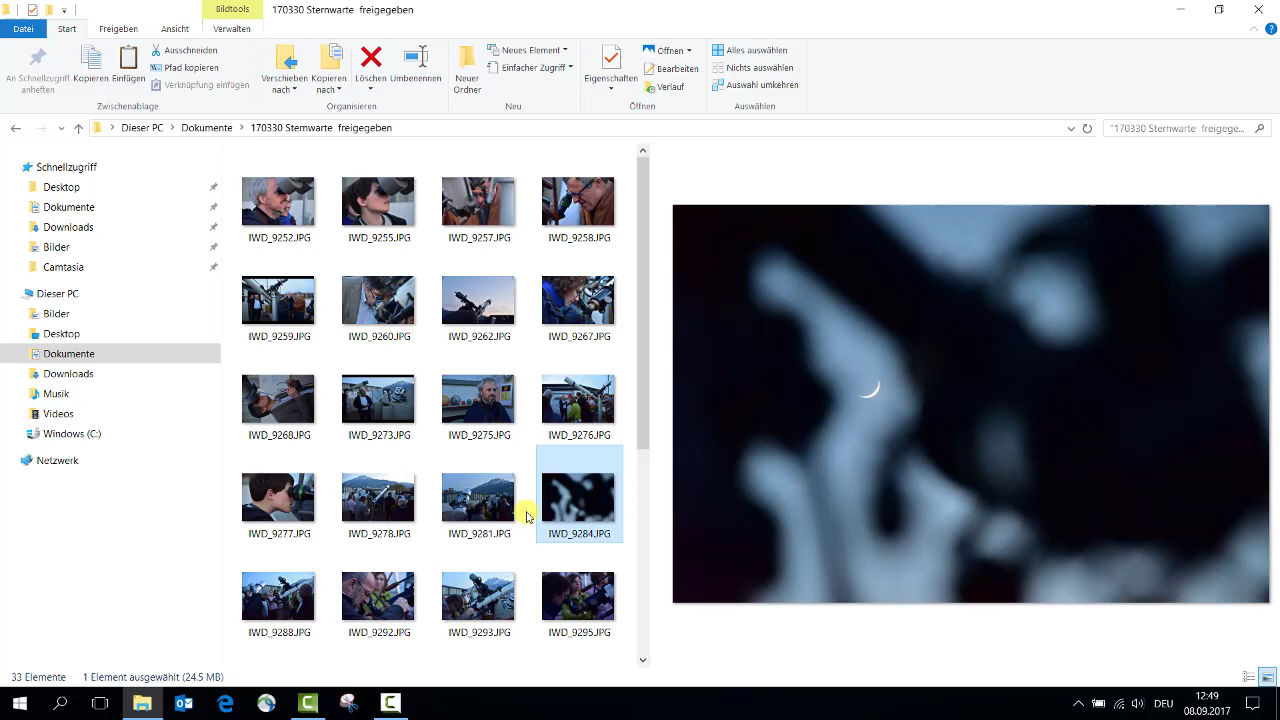 Bildtools
170330 Sternwarte freigegeben
Datei
Start
Freigeben
Ansicht
Verwalten
An Schnellzugriff
anheften
Kopieren
Einfügen
Ausschneiden
Pfad kopieren
Verknüpfung einfügen
Verschieben
nach
Kopieren
nach
Löschen
Umbenennen
Neuer
Ordner
Neues Element
Einfacher Zugriff
Eigenschaften
Öffnen
Bearbeiten
Verlauf
Alles auswählen
Nichts auswählen
Auswahl umkehren
Zwischenablage
Organisieren
Neu
Öffnen
Auswählen
Dieser PC
Dokumente
170330 Sternwarte freigegeben
"170330 Sternwarte freigege...
Schnellzugriff
Desktop
Dokumente
Downloads
Bilder
Camtasia
Dieser PC
Bilder
Desktop
Dokumente
Downloads
Musik
Videos
Windows (C:)
Netzwerk
IWD_9252.JPG
IWD_9255.JPG
IWD_9257.JPG
IWD_9258.JPG
IWD_9259.JPG
IWD_9260.JPG
IWD_9262.JPG
IWD_9267.JPG
IWD_9268.JPG
IWD_9273.JPG
IWD_9275.JPG
IWD_9276.JPG
IWD_9277.JPG
IWD_9278.JPG
IWD_9281.JPG
IWD_9284.JPG
IWD_9288.JPG
IWD_9292.JPG
IWD_9293.JPG
IWD_9295.JPG
33 Elemente
1 Element ausgewählt (24.5 MB)
DEU
12:49
08.09.2017